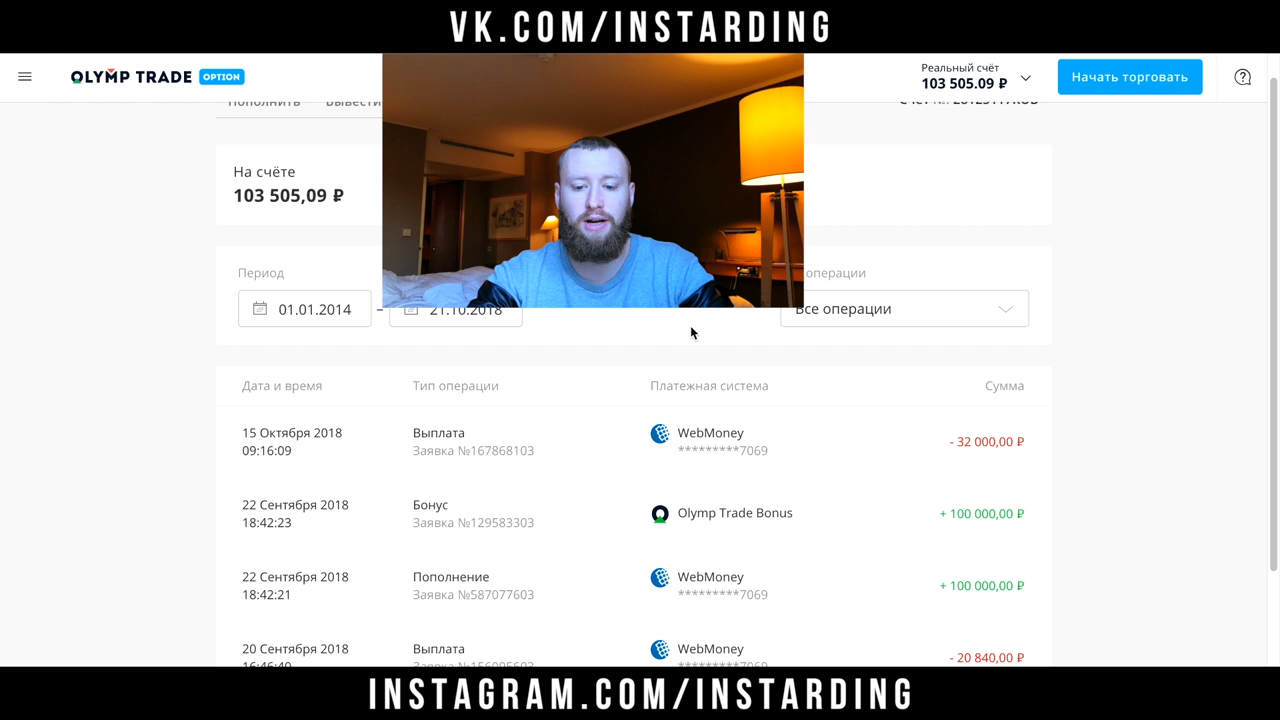 VK.COM/INSTARDING
OLYMP TRADE OPTION
Реальный счёт
103 505.09 ₽
Начать торговать
Пополнить Вывести
На счёте
103 505,09 ₽
Период
операции
01.01.2014 – 21.10.2018
Все операции
Дата и время Тип операции Платежная система Сумма
15 Октября 2018 Выплата WebMoney - 32 000,00 ₽
09:16:09 Заявка №167868103 *********7069
22 Сентября 2018 Бонус Olymp Trade Bonus + 100 000,00 ₽
18:42:23 Заявка №129583303
22 Сентября 2018 Пополнение WebMoney + 100 000,00 ₽
18:42:21 Заявка №587077603 *********7069
20 Сентября 2018 Выплата WebMoney - 20 840,00 ₽
INSTAGRAM.COM/INSTARDING